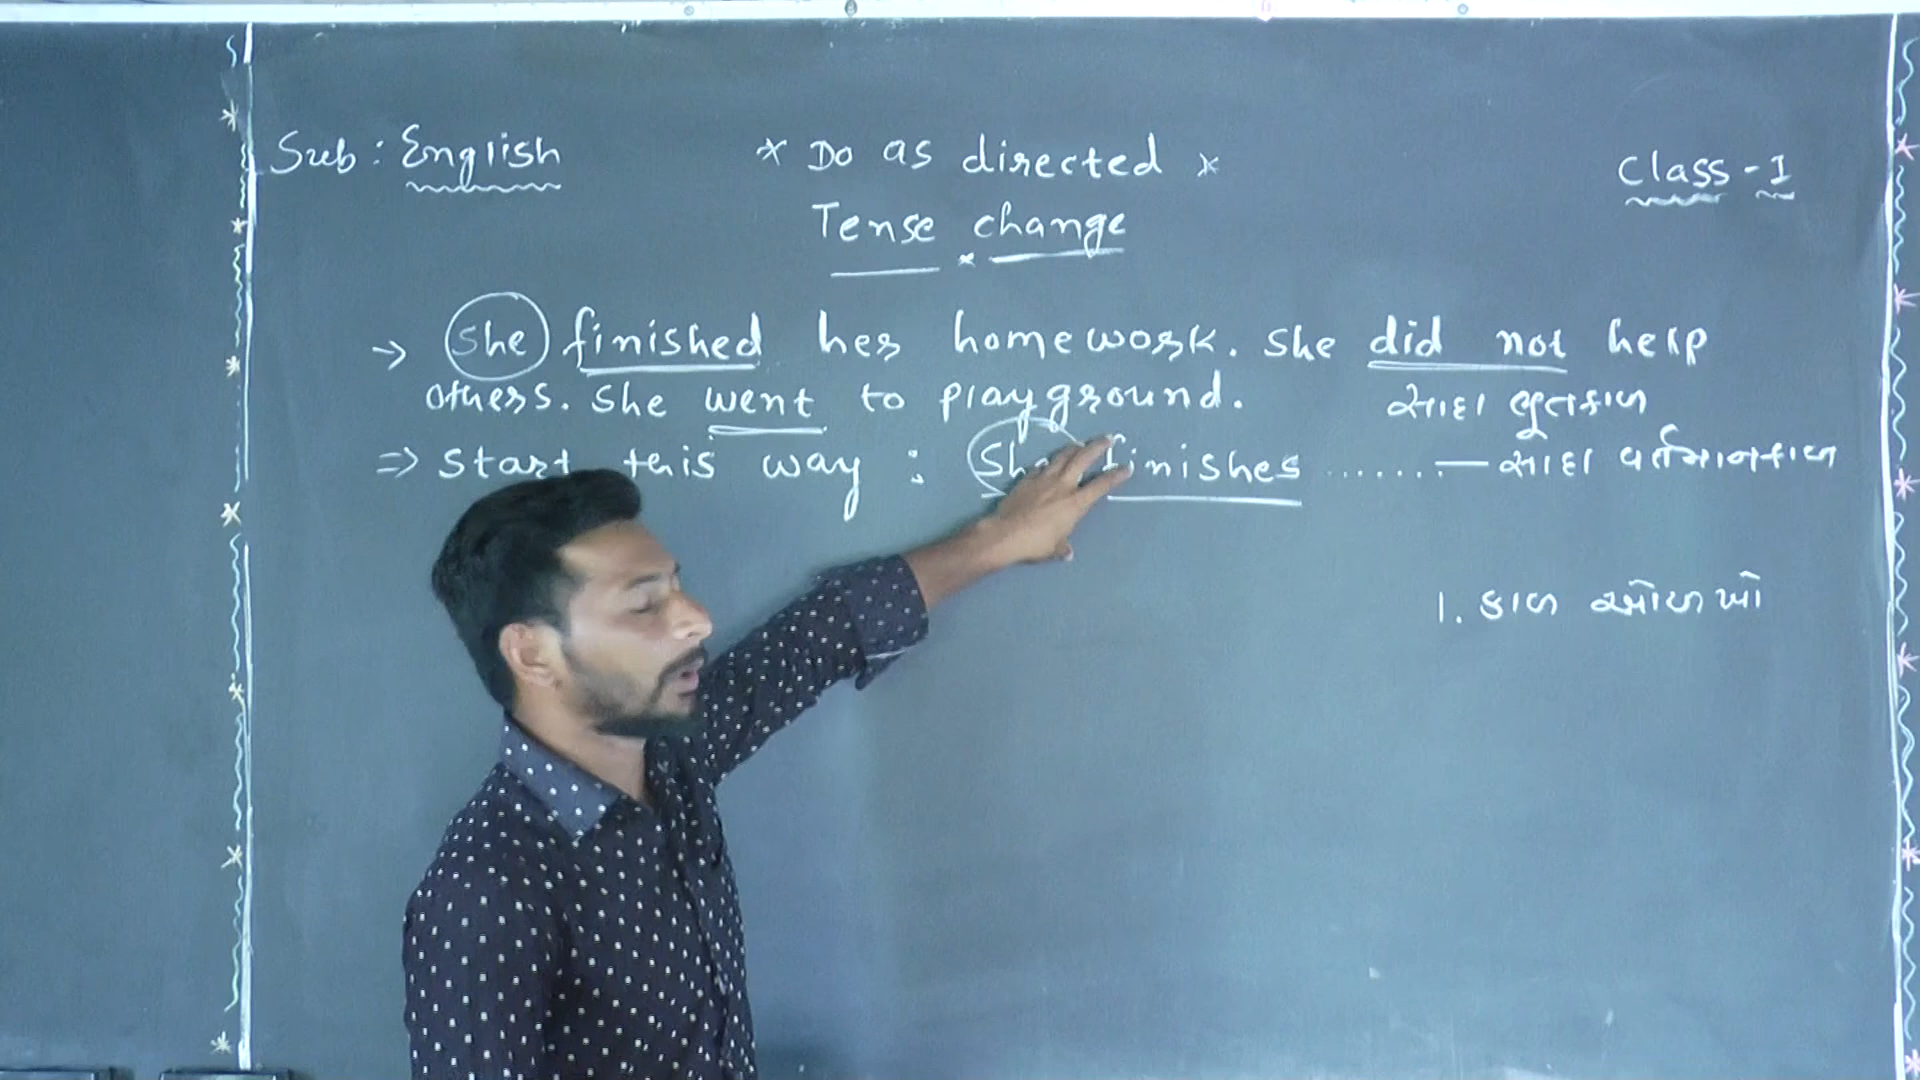 Sub : English
* Do as directed *
Tense change
Class - I
→ She finished her homework. She did not help
others. She went to playground. સાદા ભૂતકાળ
⇒ Start this way : She finishes ....... — સાદા વર્તમાનકાળ
1. કાળ ઓળખો